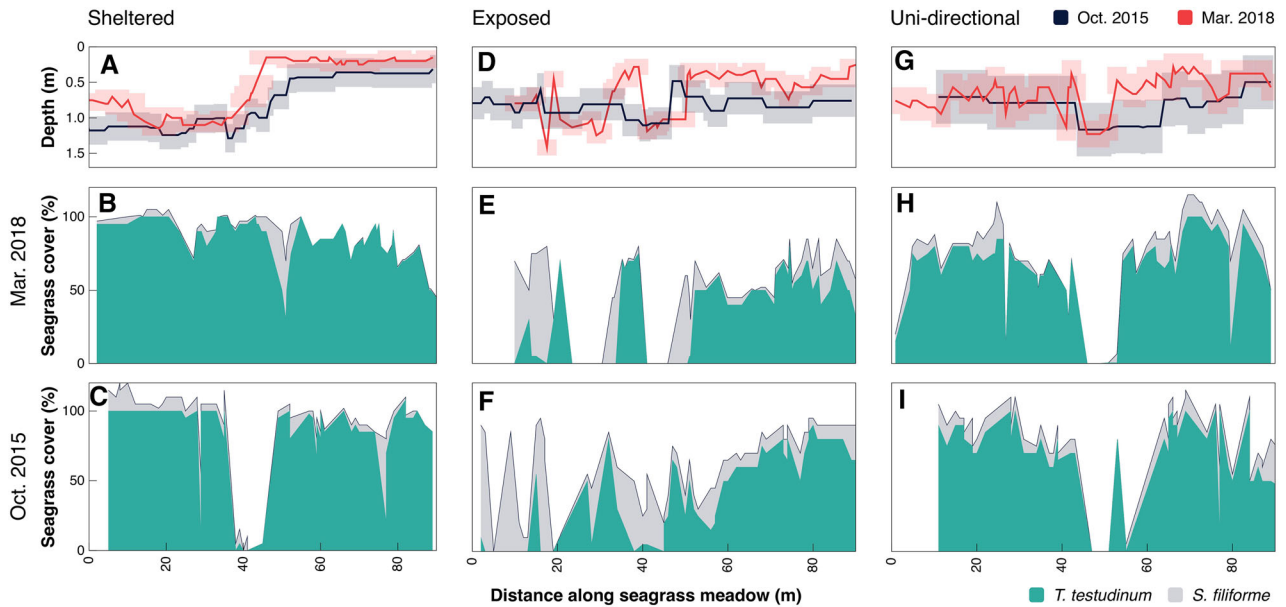 Sheltered
Exposed
Uni-directional
Oct. 2015
Mar. 2018
Depth (m)
0
0.5
1.0
1.5
A
D
G
Mar. 2018
Seagrass cover (%)
100
50
0
B
E
H
Oct. 2015
Seagrass cover (%)
100
50
0
C
F
I
0 20 40 60 80
0 20 40 60 80
0 20 40 60 80
Distance along seagrass meadow (m)
T. testudinum
S. filiforme